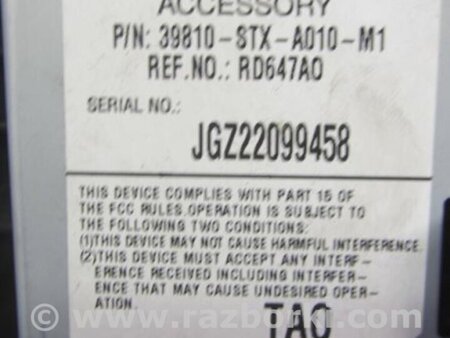 ACCESSORY
P/N: 39810-STX-A010-M1
REF.NO.: RD647AO
SERIAL NO.:
JGZ22099458
THIS DEVICE COMPLIES WITH PART 15 OF
THE FCC RULES.OPERATION IS SUBJECT TO
THE FOLLOWING TWO CONDITIONS:
(1)THIS DEVICE MAY NOT CAUSE HARMFUL INTERFERENCE.
(2)THIS DEVICE MUST ACCEPT ANY INTERF-
ERENCE RECEIVED INCLUDING INTERFER-
ENCE THAT MAY CAUSE UNDESIRED OPER-
ATION.
TAO
© www.razborki.com